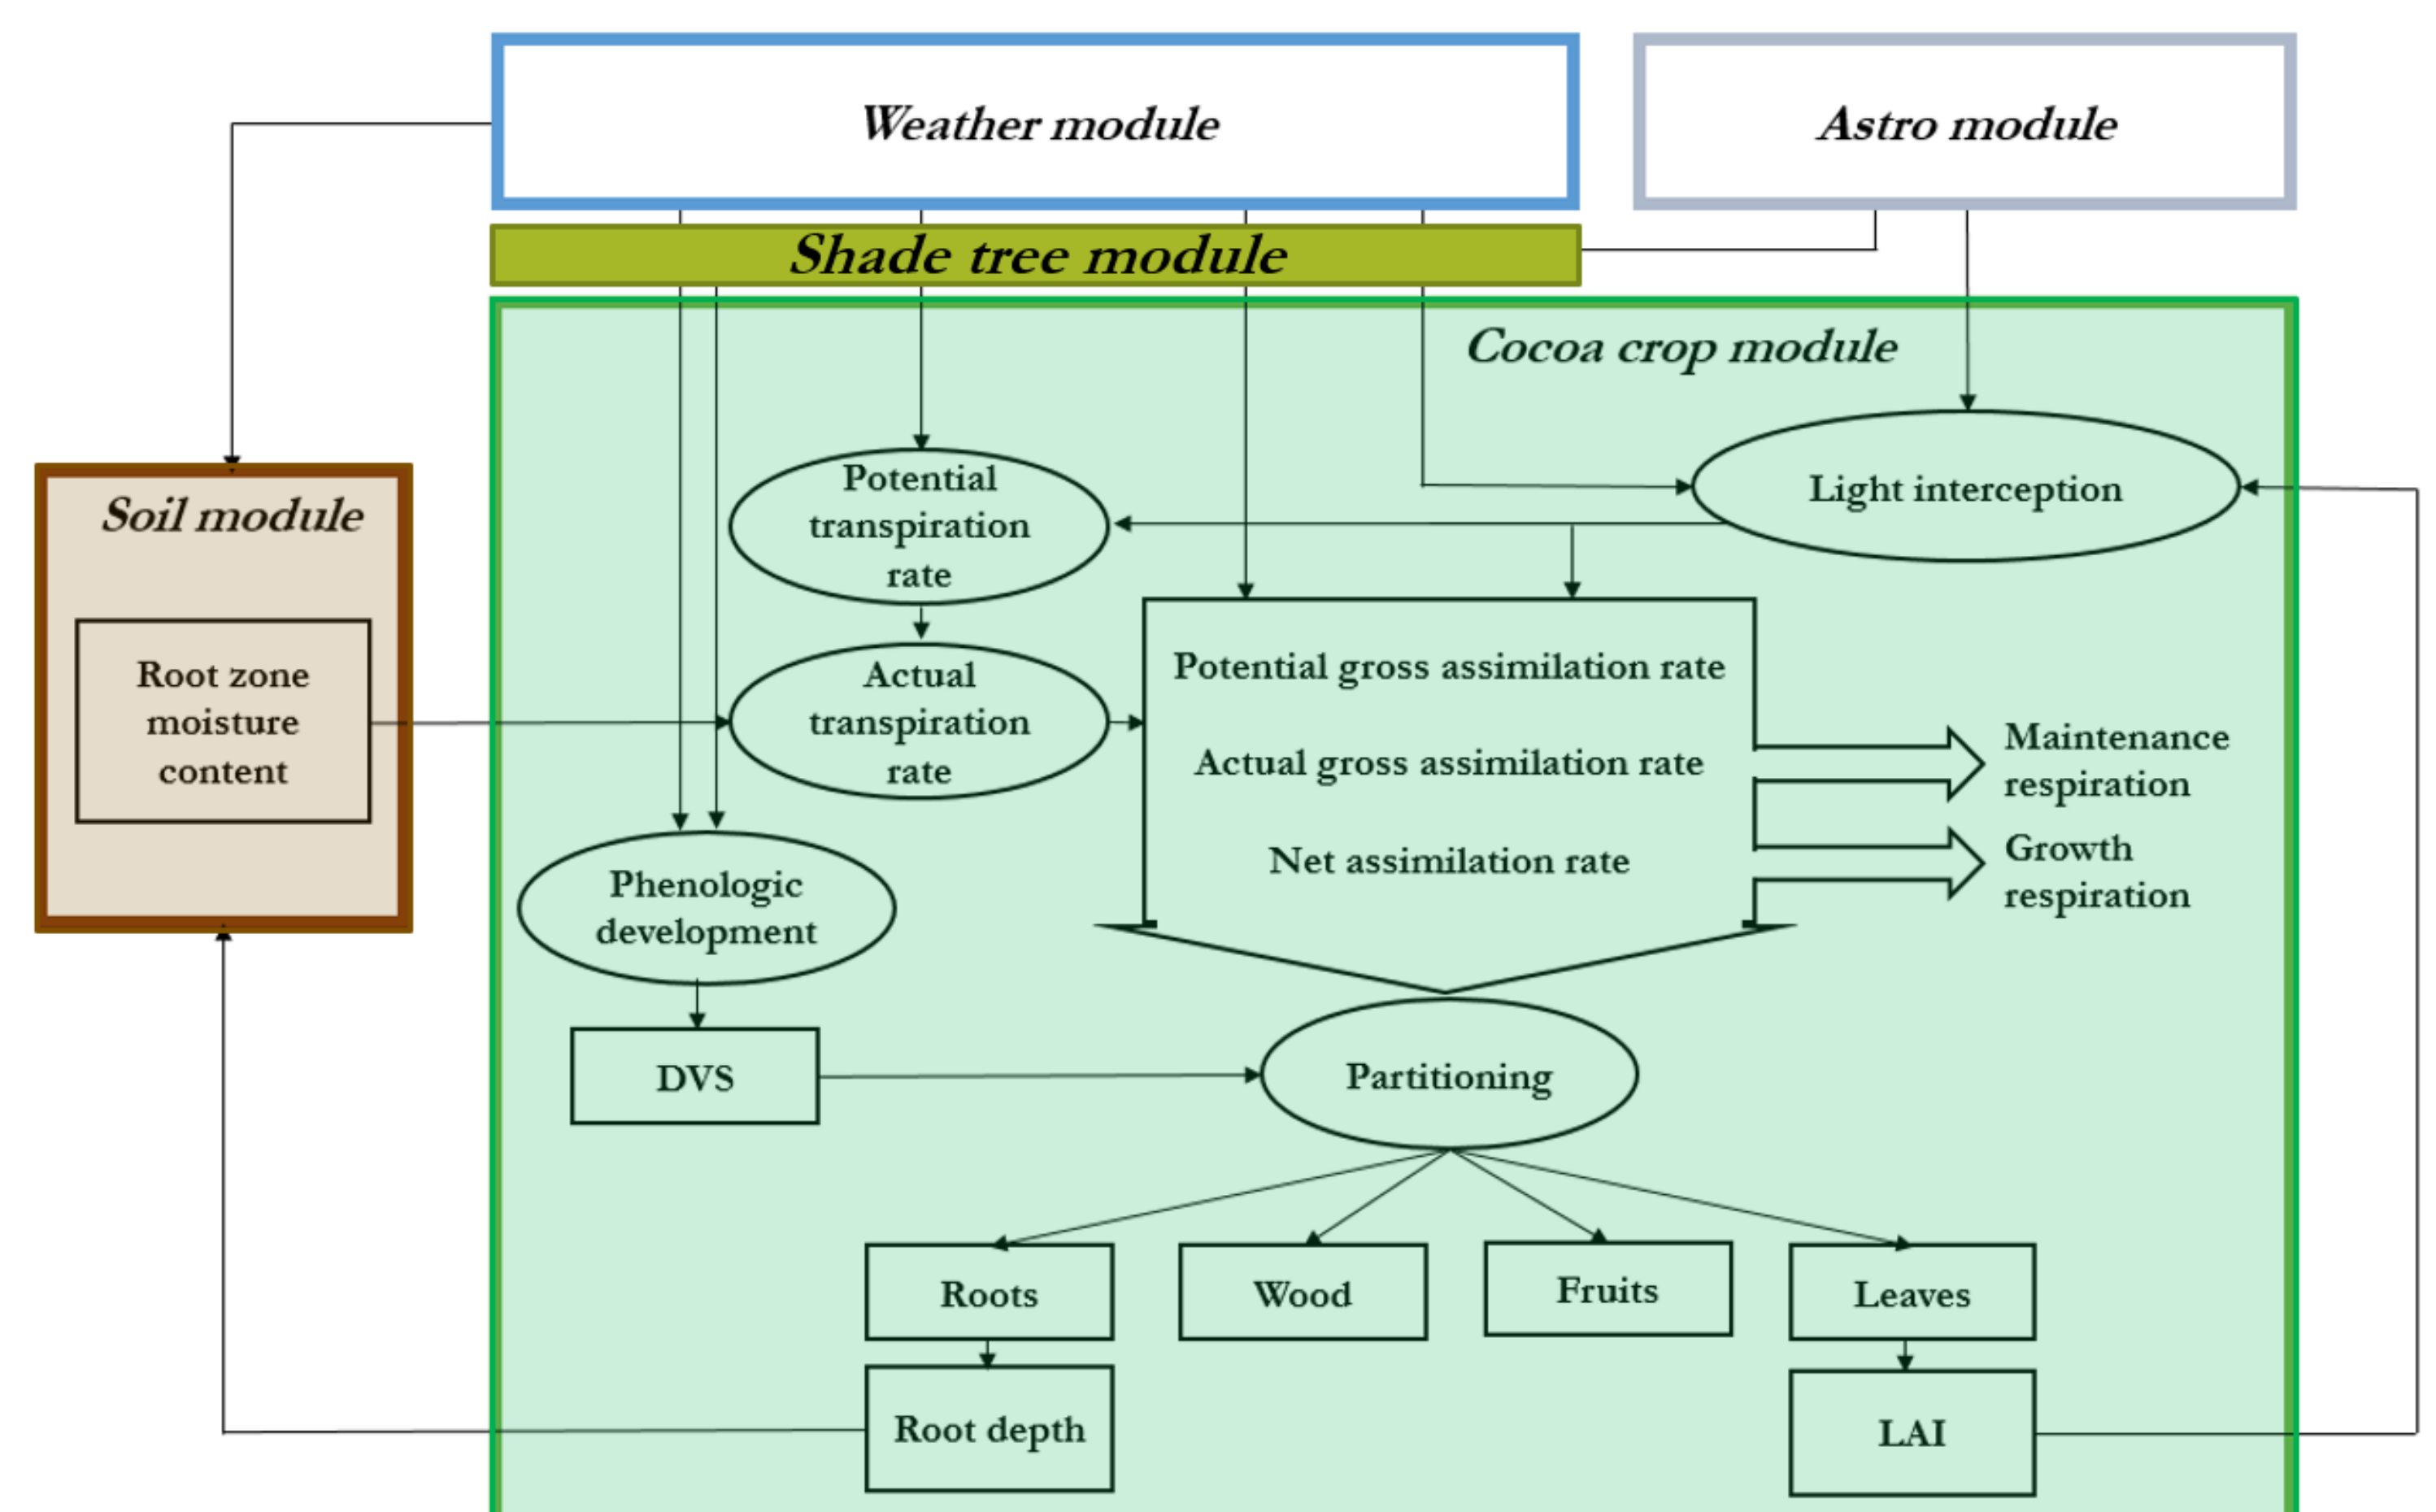 Weather module
Astro module
Shade tree module
Cocoa crop module
Soil module
Root zone
moisture
content
Potential
transpiration
rate
Light interception
Actual
transpiration
rate
Potential gross assimilation rate
Actual gross assimilation rate
Net assimilation rate
Maintenance
respiration
Growth
respiration
Phenologic
development
DVS
Partitioning
Roots
Wood
Fruits
Leaves
Root depth
LAI